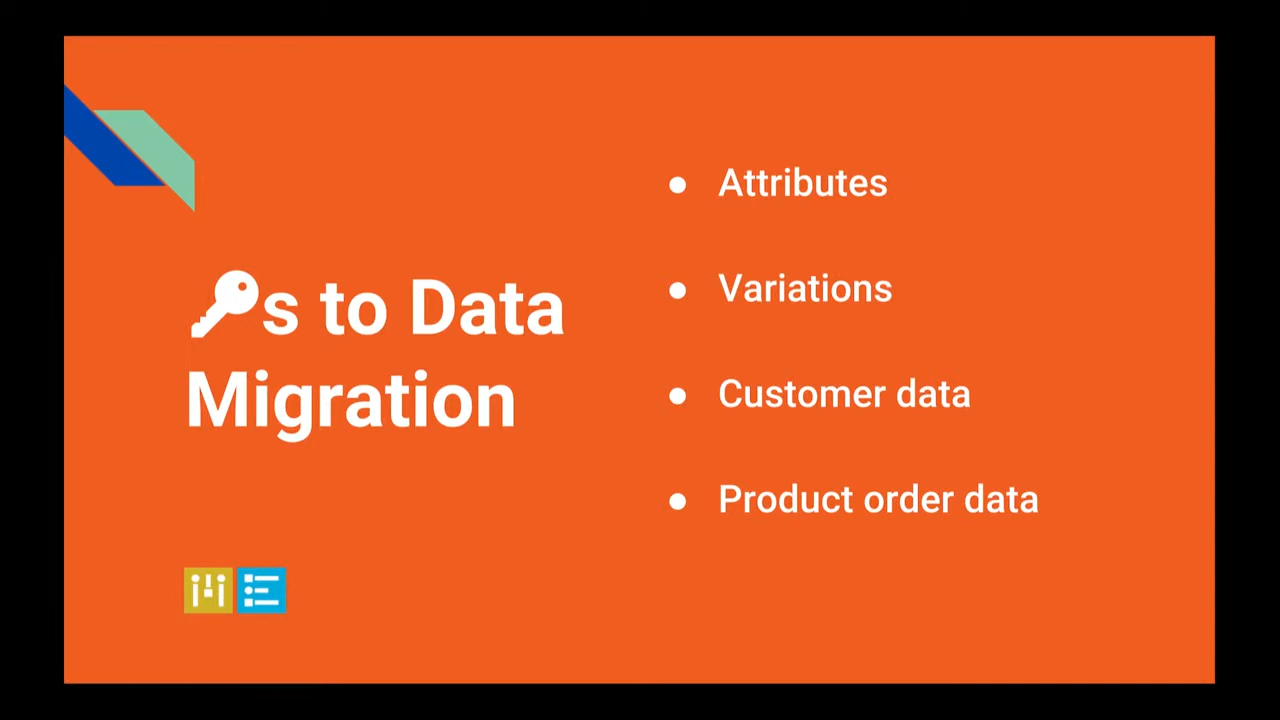 🔑s to Data
Migration
● Attributes
● Variations
● Customer data
● Product order data